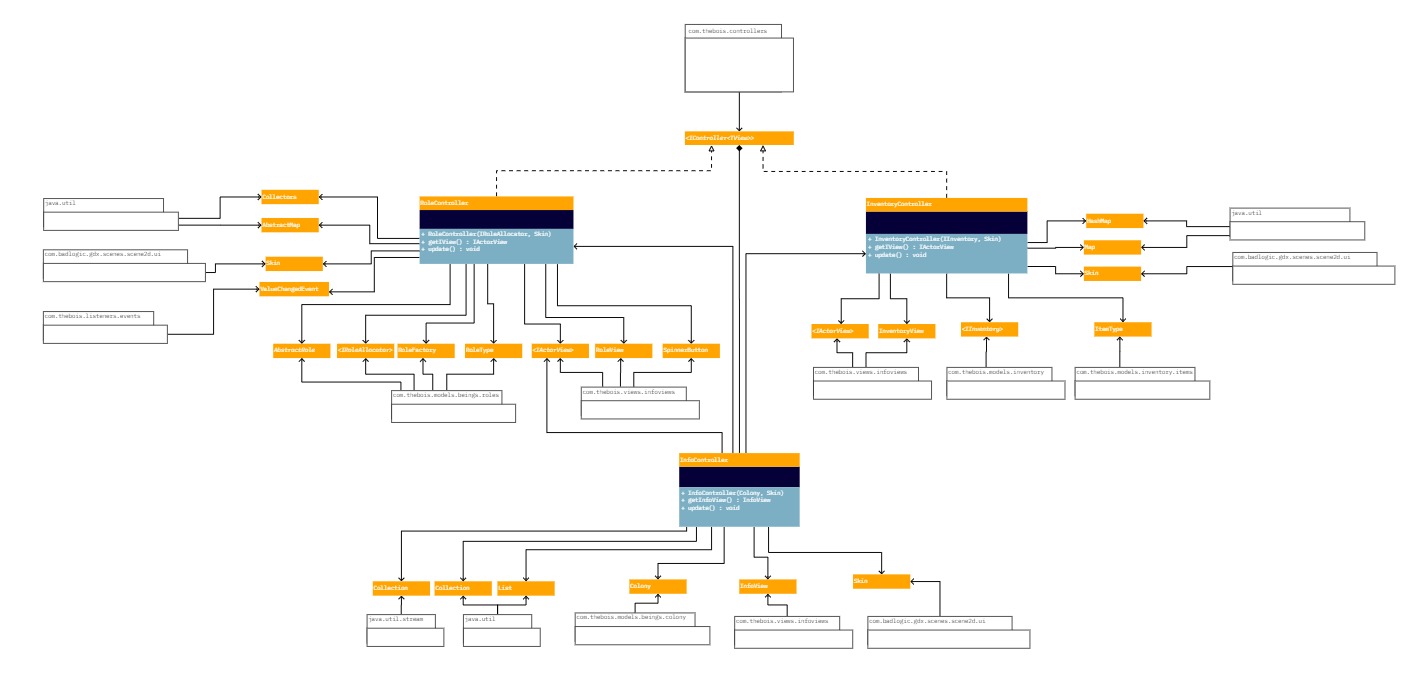 com.thebois.controllers
<IController<IView>>
java.util
Collectors
AbstractMap
com.badlogic.gdx.scenes.scene2d.ui
Skin
ValueChangedEvent
com.thebois.listeners.events
RoleController
+ RoleController(IRoleAllocator, Skin)
+ getIView() : IActorView
+ update() : void
InventoryController
+ InventoryController(IInventory, Skin)
+ getIView() : IActorView
+ update() : void
HashMap
Map
Skin
java.util
com.badlogic.gdx.scenes.scene2d.ui
AbstractRole
<IRoleAllocator>
RoleFactory
RoleType
<IActorView>
RoleView
SpinnerButton
com.thebois.models.beings.roles
com.thebois.views.infoviews
<IActorView>
InventoryView
<IInventory>
ItemType
com.thebois.views.infoviews
com.thebois.models.inventory
com.thebois.models.inventory.items
InfoController
+ InfoController(Colony, Skin)
+ getInfoView() : InfoView
+ update() : void
Collection
Collection
List
Colony
InfoView
Skin
java.util.stream
java.util
com.thebois.models.beings.colony
com.thebois.views.infoviews
com.badlogic.gdx.scenes.scene2d.ui